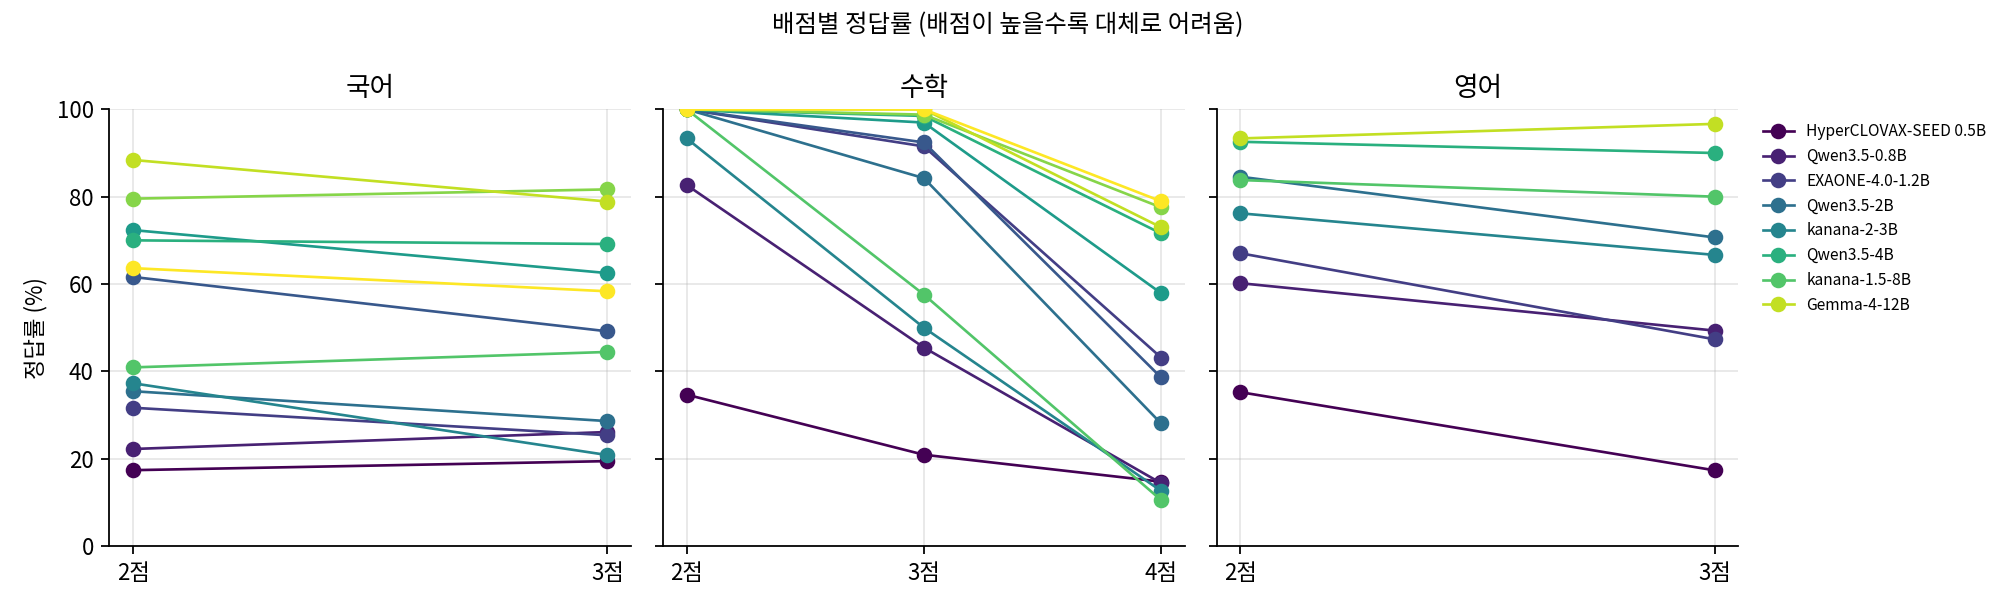 배점별 정답률 (배점이 높을수록 대체로 어려움)
국어
수학
영어
정답률 (%)
100
80
60
40
20
0
2점
3점
2점
3점
4점
2점
3점
HyperCLOVAX-SEED 0.5B
Qwen3.5-0.8B
EXAONE-4.0-1.2B
Qwen3.5-2B
kanana-2-3B
Qwen3.5-4B
kanana-1.5-8B
Gemma-4-12B